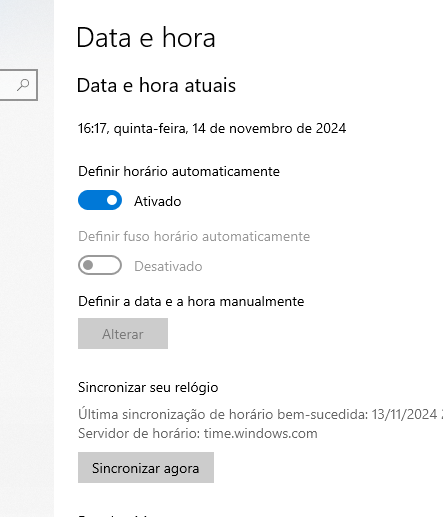 Data e hora
Data e hora atuais
16:17, quinta-feira, 14 de novembro de 2024
Definir horário automaticamente
Ativado
Definir fuso horário automaticamente
Desativado
Definir a data e a hora manualmente
Alterar
Sincronizar seu relógio
Última sincronização de horário bem-sucedida: 13/11/2024
Servidor de horário: time.windows.com
Sincronizar agora